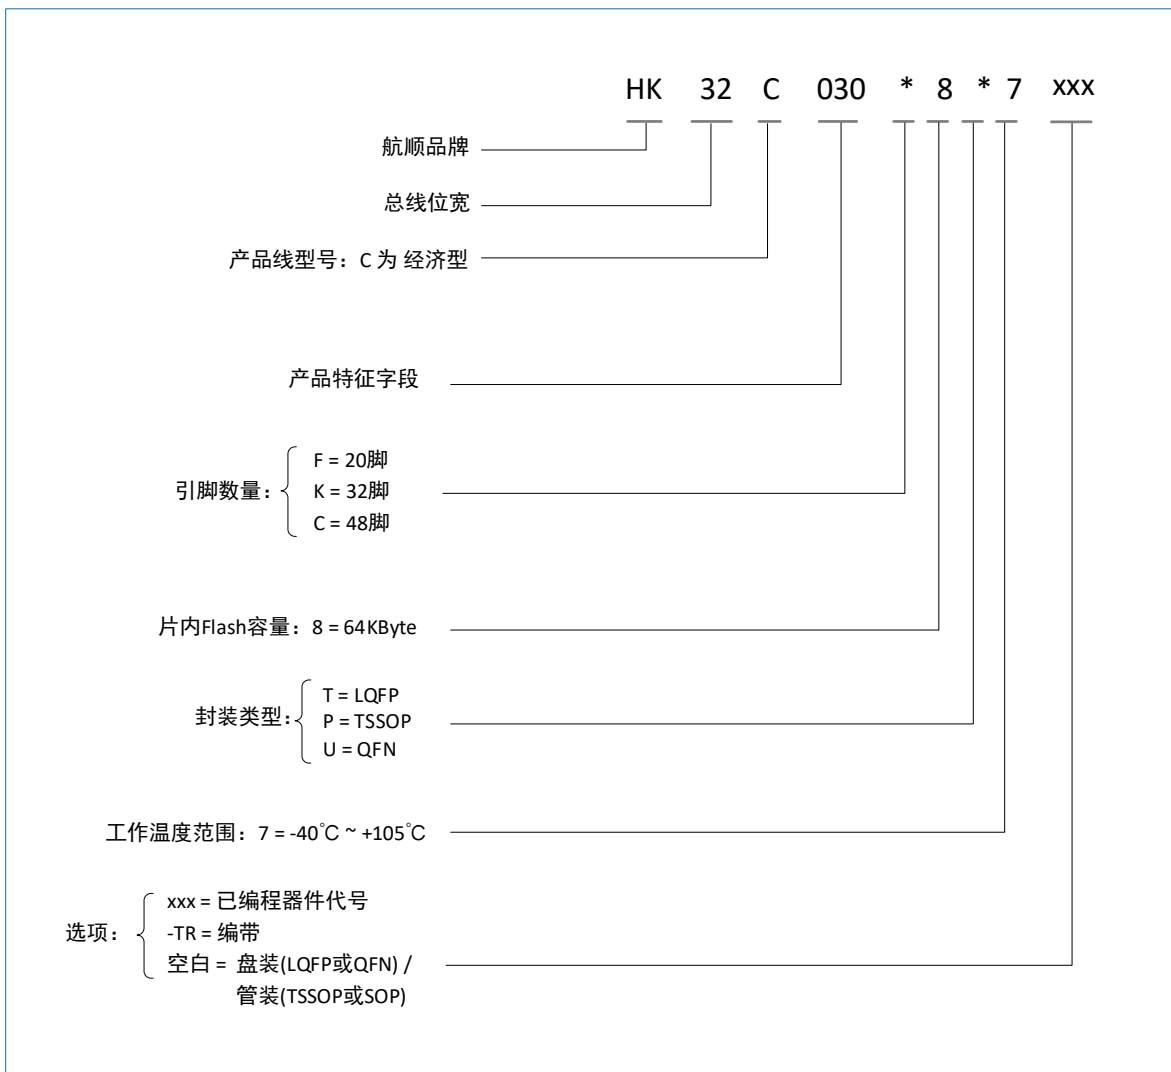 HK 32 C 030 * 8 * 7 xxx
航顺品牌
总线位宽
产品线型号：C 为 经济型
产品特征字段
引脚数量：
F = 20脚
K = 32脚
C = 48脚
片内Flash容量：8 = 64KByte
封装类型：
T = LQFP
P = TSSOP
U = QFN
工作温度范围：7 = -40℃ ~ +105℃
选项：
xxx = 已编程器件代号
-TR = 编带
空白 = 盘装(LQFP或QFN) /
管装(TSSOP或SOP)